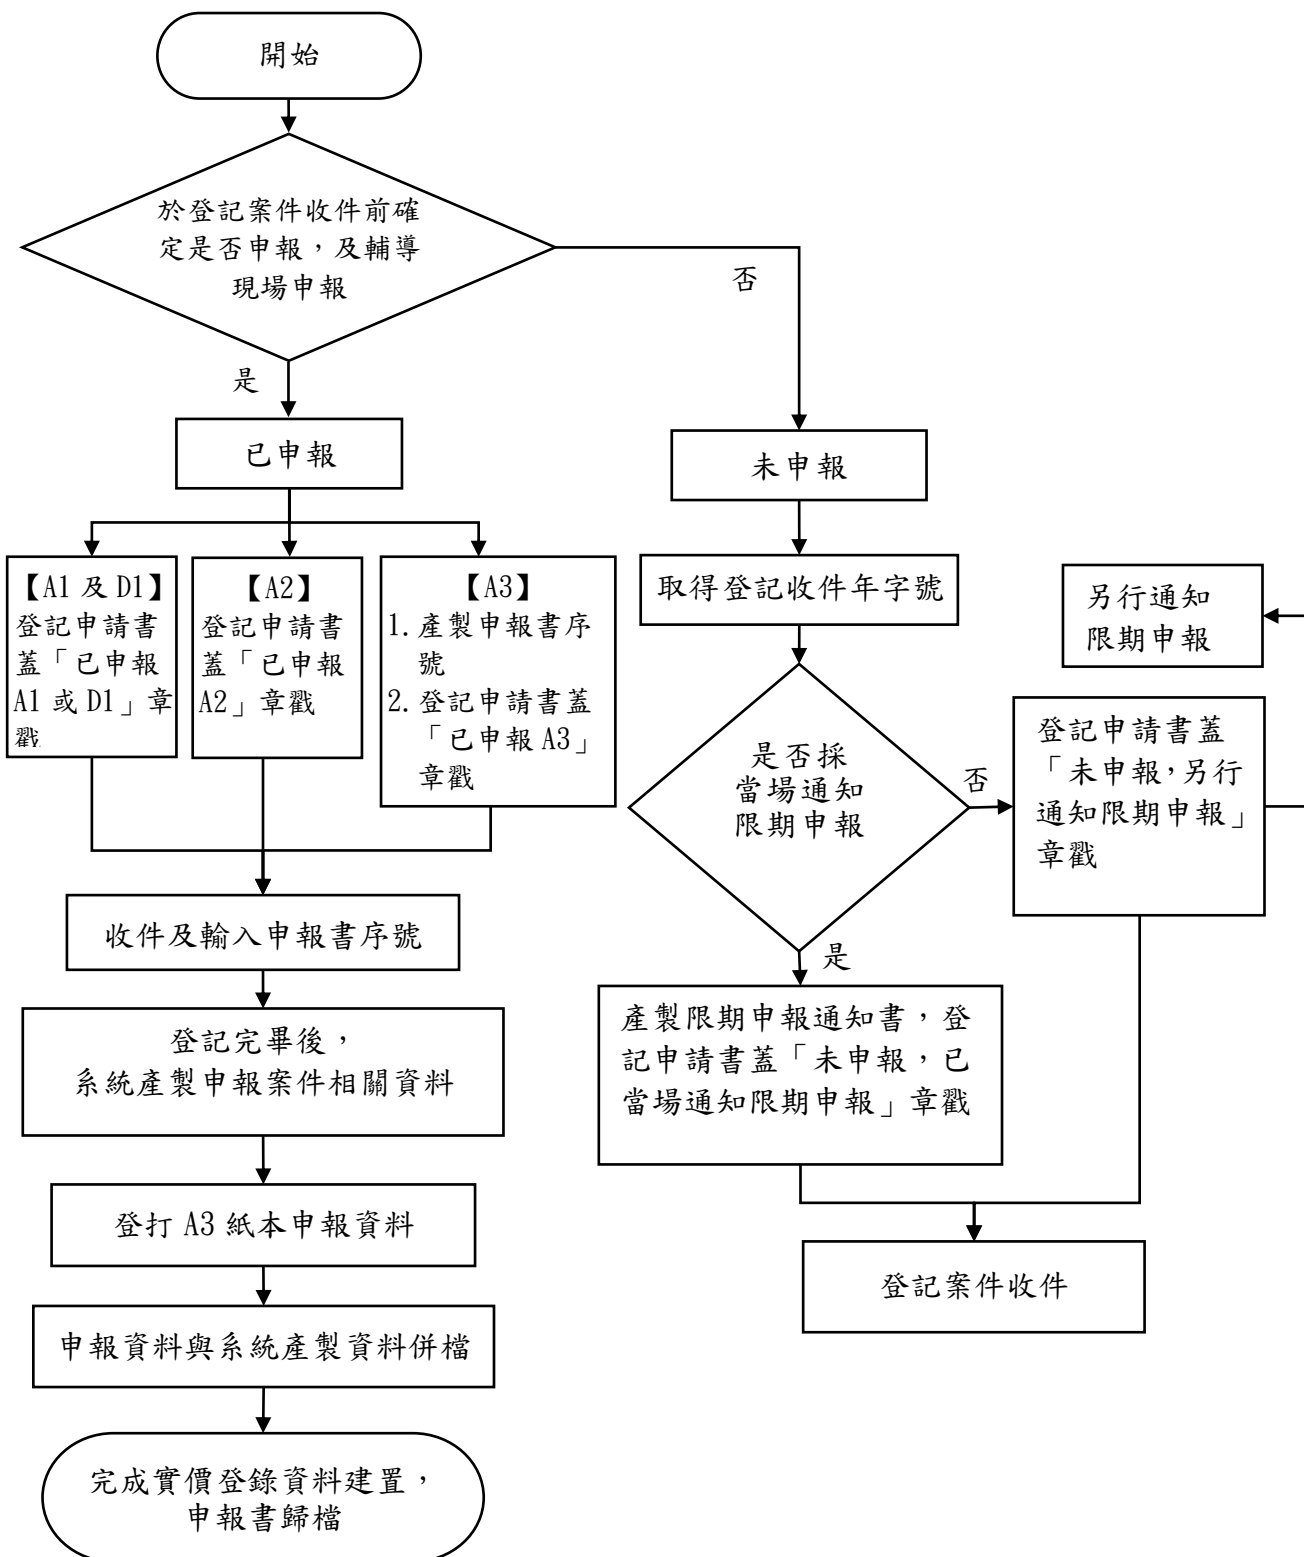 開始
於登記案件收件前確
定是否申報，及輔導
現場申報
否
是
已申報
未申報
【A1 及 D1】
登記申請書
蓋「已申報
A1 或 D1」章
戳
【A2】
登記申請書
蓋「已申報
A2」章戳
【A3】
1. 產製申報書序
號
2. 登記申請書蓋
「已申報 A3」
章戳
取得登記收件年字號
另行通知
限期申報
是否採
當場通知
限期申報
否
登記申請書蓋
「未申報，另行
通知限期申報」
章戳
是
收件及輸入申報書序號
產製限期申報通知書，登
記申請書蓋「未申報，已
當場通知限期申報」章戳
登記完畢後，
系統產製申報案件相關資料
登打 A3 紙本申報資料
登記案件收件
申報資料與系統產製資料併檔
完成實價登錄資料建置，
申報書歸檔